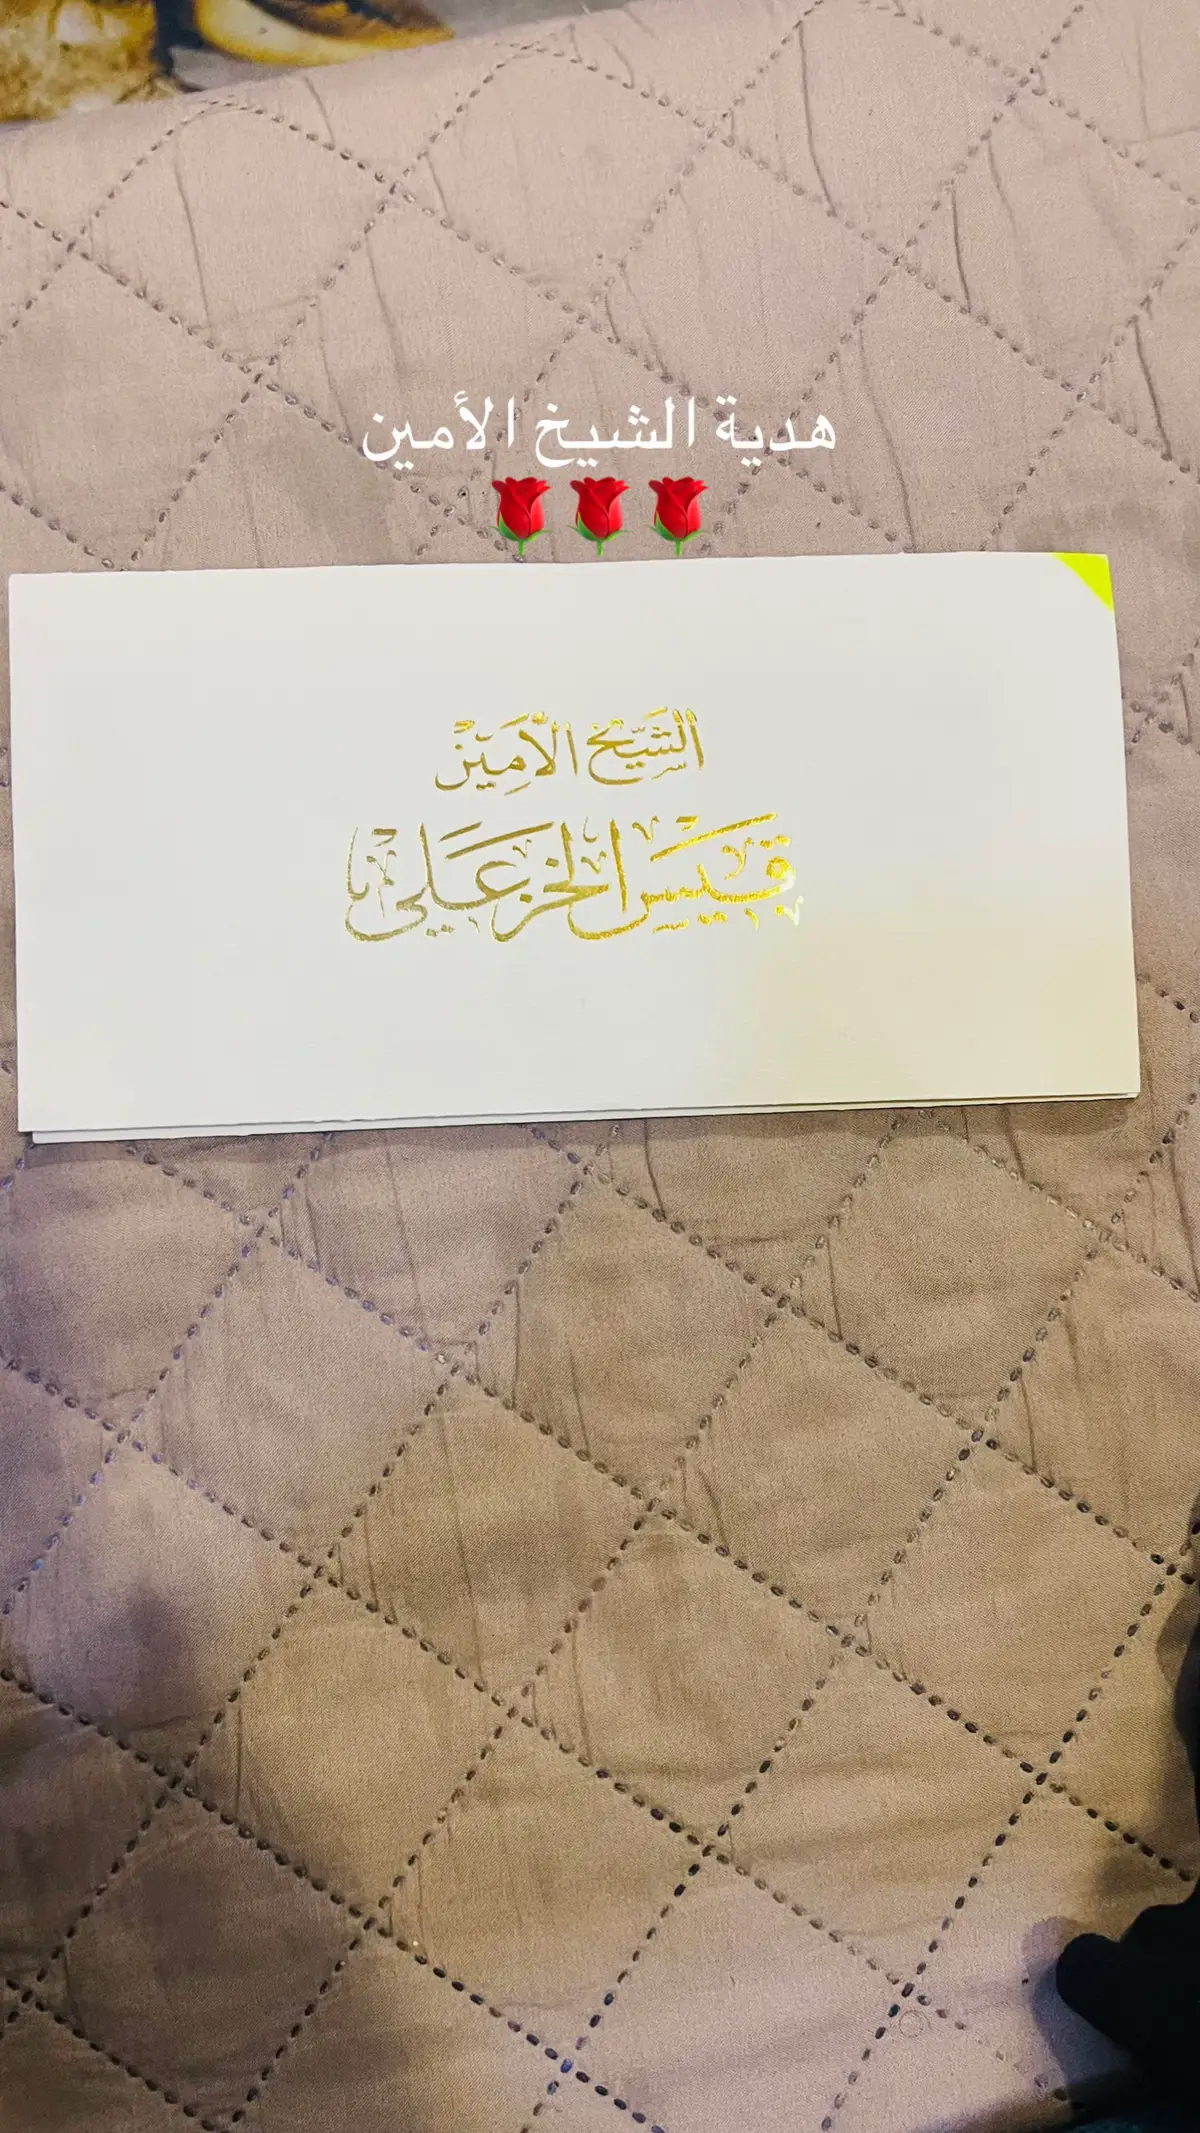 هدية الشيخ الأمين
🌹🌹🌹
الشيخ الأمين
قيس الخزعلي